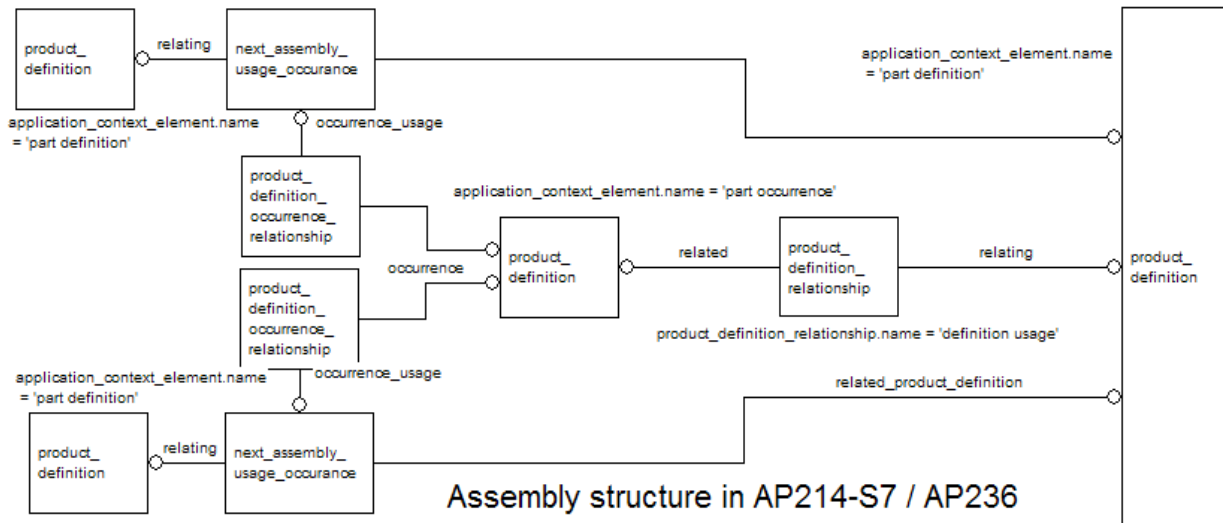 product_
definition
relating
next_assembly_
usage_occurance
application_context_element.name
= 'part definition'
application_context_element.name
= 'part definition'
occurrence_usage
product_
definition_
occurrence_
relationship
application_context_element.name = 'part occurrence'
product_
definition
related
product_
definition_
relationship
relating
product_
definition
occurrence
product_
definition_
occurrence_
relationship
product_definition_relationship.name = 'definition usage'
application_context_element.name
= 'part definition'
occurrence_usage
related_product_definition
product_
definition
relating
next_assembly_
usage_occurance
Assembly structure in AP214-S7 / AP236